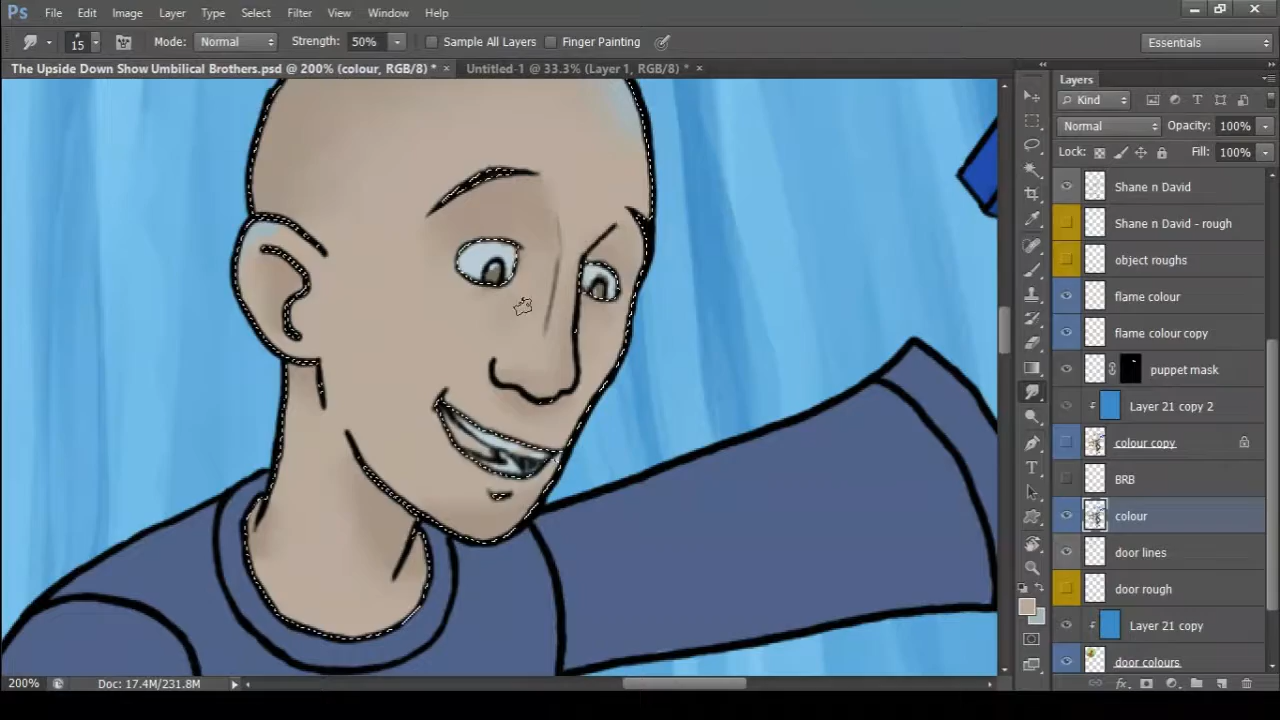 Ps File Edit Image Layer Type Select Filter View Window Help
15 Mode: Normal Strength: 50% Sample All Layers Finger Painting Essentials
The Upside Down Show Umbilical Brothers.psd @ 200% (colour, RGB/8) * × Untitled-1 @ 33.3% (Layer 1, RGB/8) * ×
Layers
Kind
Normal Opacity: 100%
Lock: Fill: 100%
Shane n David
Shane n David - rough
object roughs
flame colour
flame colour copy
puppet mask
Layer 21 copy 2
colour copy
BRB
colour
door lines
door rough
Layer 21 copy
door colours
200% Doc: 17.4M/231.8M
fx